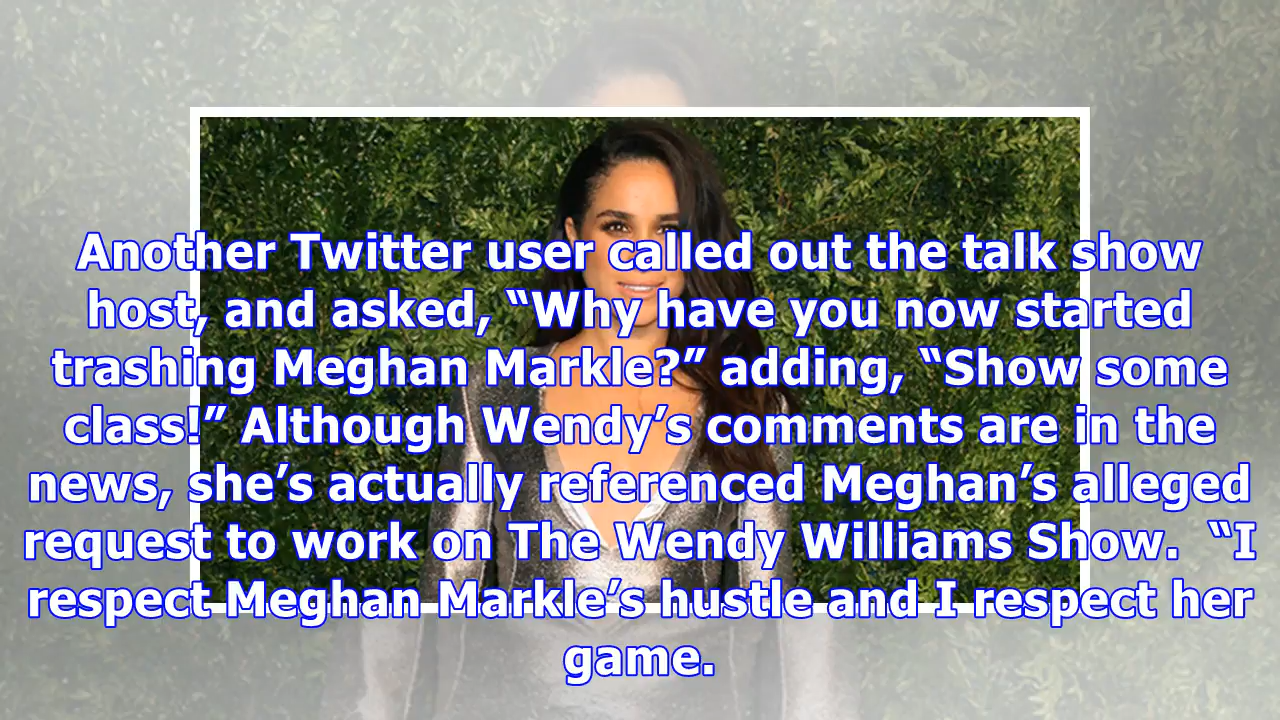 Another Twitter user called out the talk show
host, and asked, “Why have you now started
trashing Meghan Markle?” adding, “Show some
class!” Although Wendy’s comments are in the
news, she’s actually referenced Meghan’s alleged
request to work on The Wendy Williams Show.  “I
respect Meghan Markle’s hustle and I respect her
game.